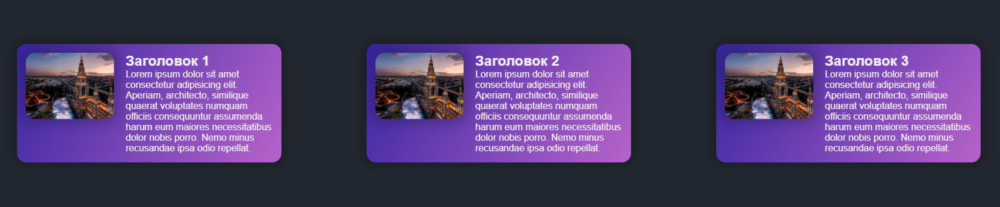 Заголовок 1
Lorem ipsum dolor sit amet
consectetur adipisicing elit.
Aperiam, architecto, similique
quaerat voluptates numquam
officiis consequuntur assumenda
harum eum maiores necessitatibus
dolor nobis porro. Nemo minus
recusandae ipsa odio repellat.
Заголовок 2
Lorem ipsum dolor sit amet
consectetur adipisicing elit.
Aperiam, architecto, similique
quaerat voluptates numquam
officiis consequuntur assumenda
harum eum maiores necessitatibus
dolor nobis porro. Nemo minus
recusandae ipsa odio repellat.
Заголовок 3
Lorem ipsum dolor sit amet
consectetur adipisicing elit.
Aperiam, architecto, similique
quaerat voluptates numquam
officiis consequuntur assumenda
harum eum maiores necessitatibus
dolor nobis porro. Nemo minus
recusandae ipsa odio repellat.